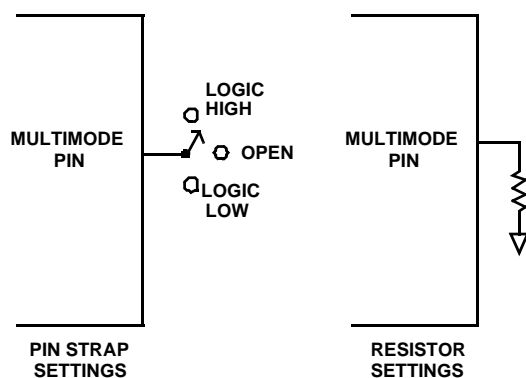 MULTIMODE
PIN
LOGIC
HIGH
OPEN
LOGIC
LOW
PIN STRAP
SETTINGS
MULTIMODE
PIN
RESISTOR
SETTINGS